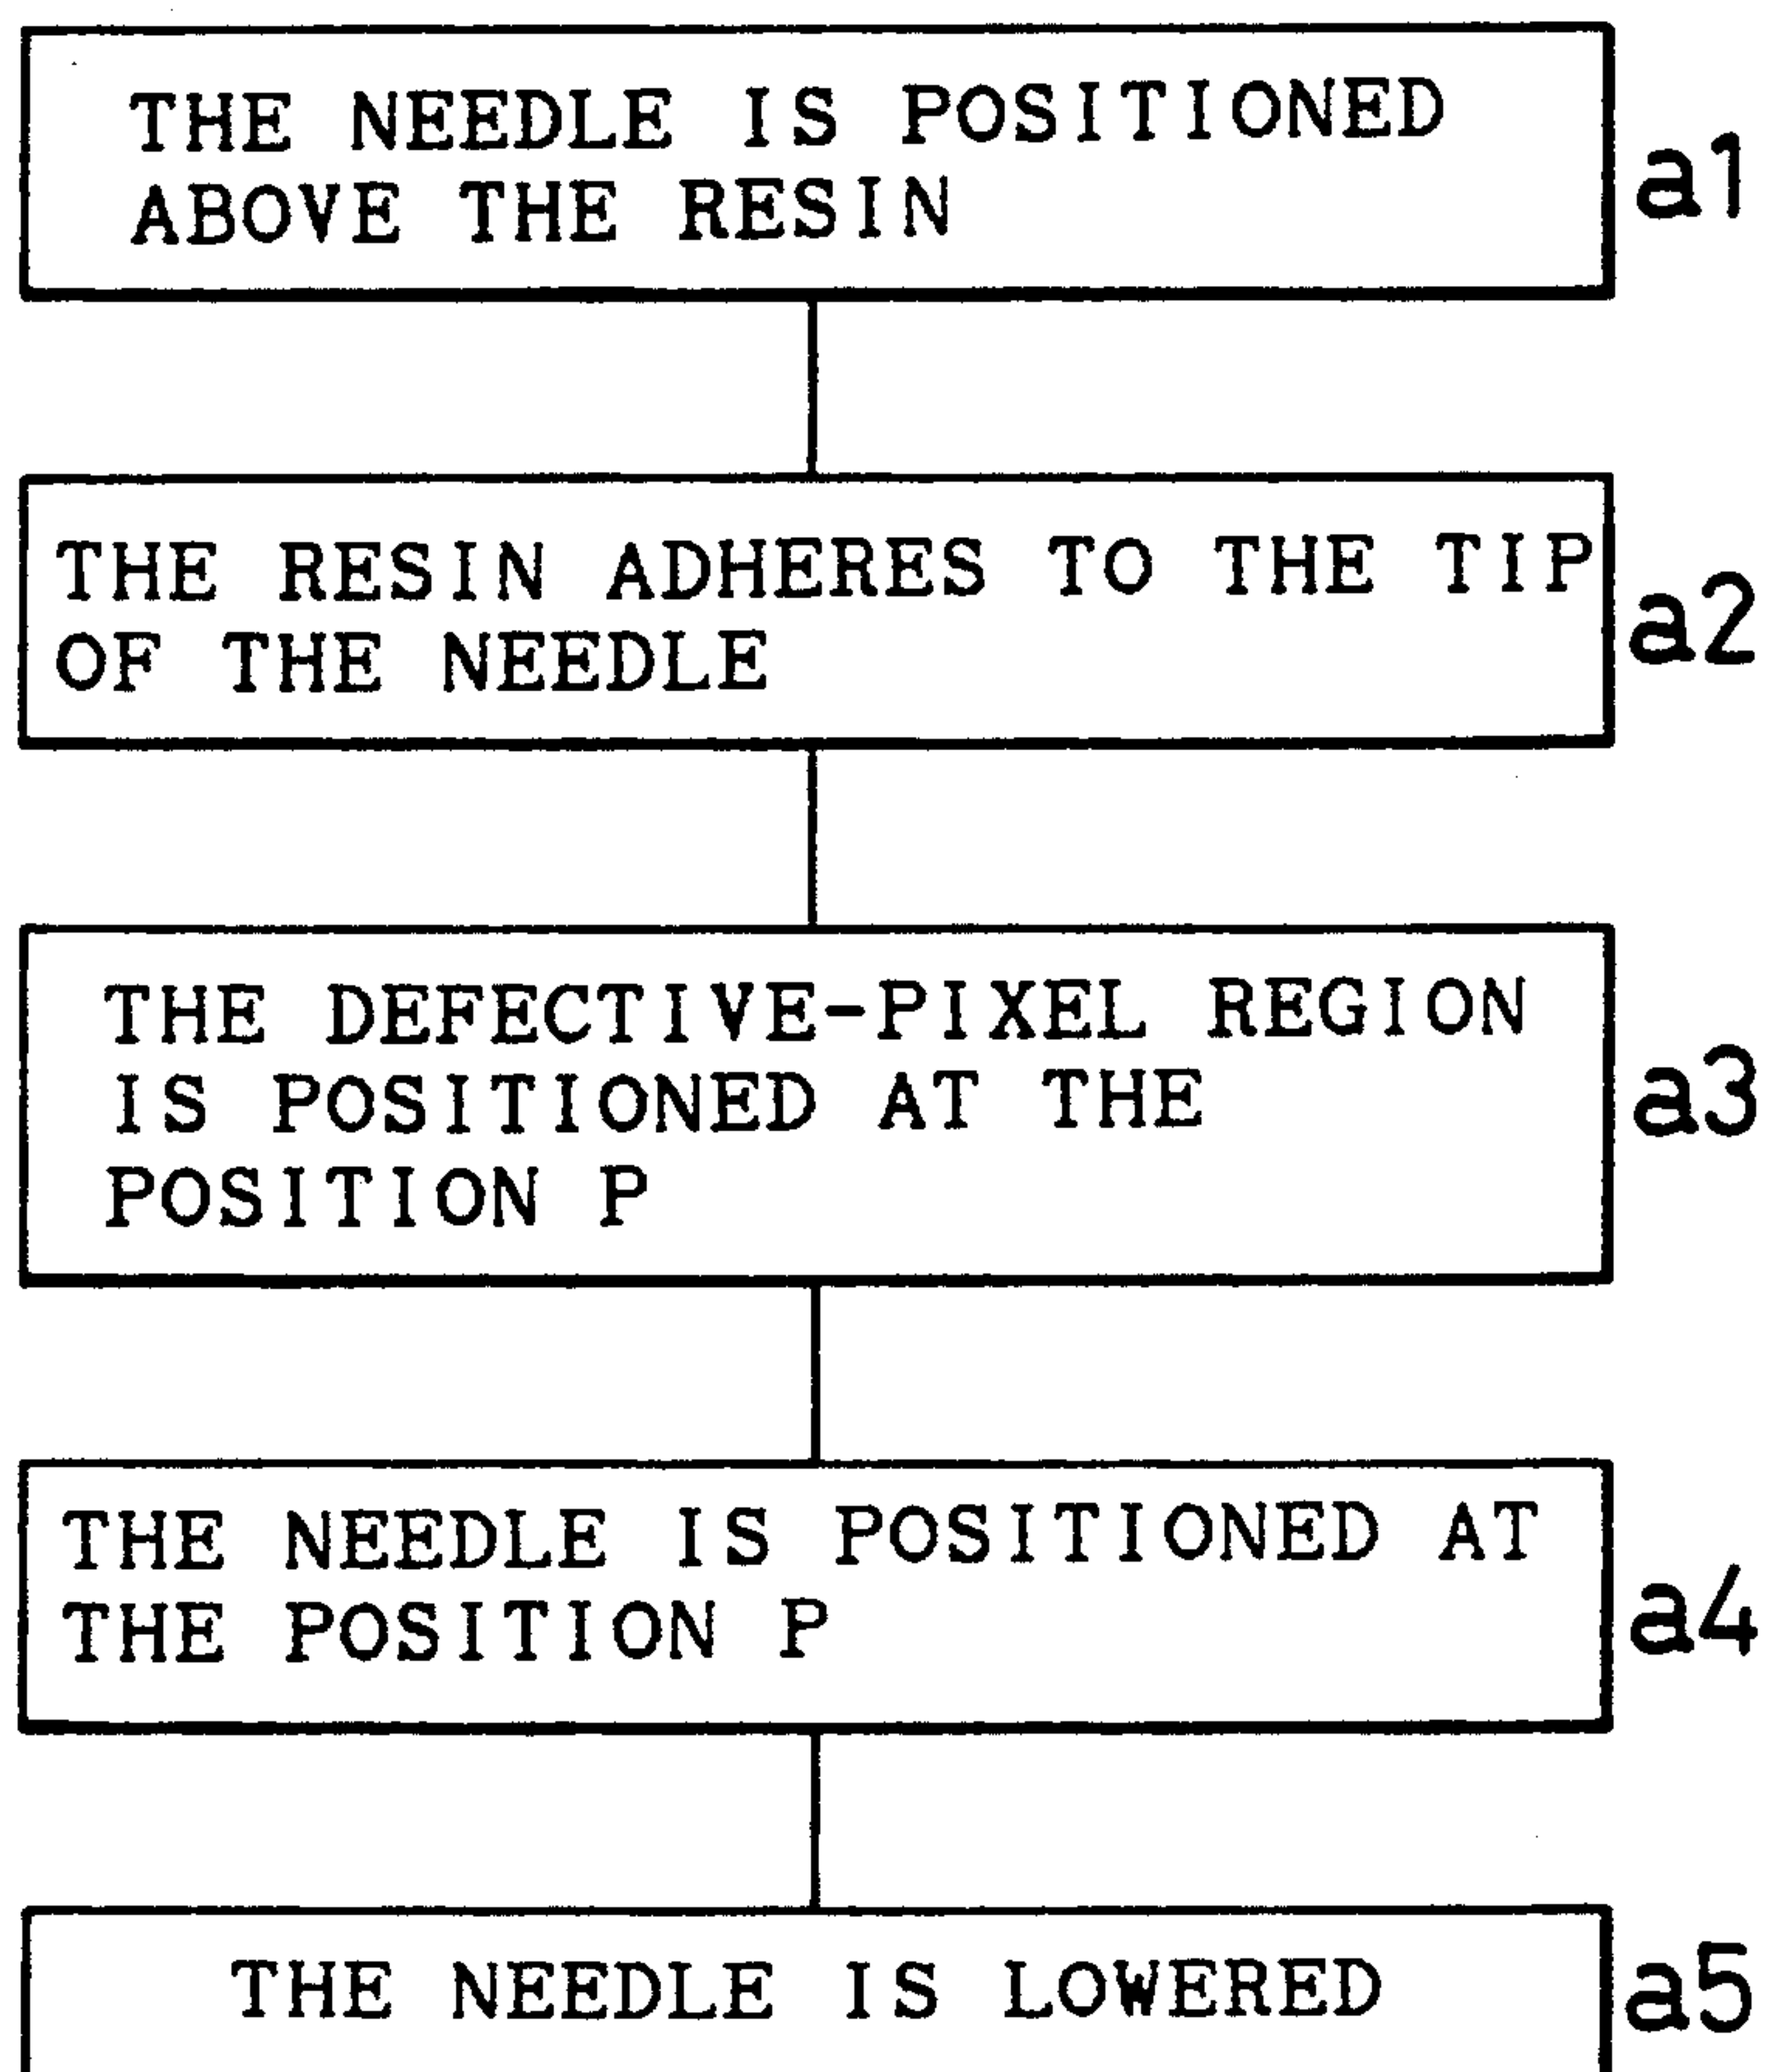 THE NEEDLE IS POSITIONED
ABOVE THE RESIN
a1
THE RESIN ADHERES TO THE TIP
OF THE NEEDLE
a2
THE DEFECTIVE-PIXEL REGION
IS POSITIONED AT THE
POSITION P
a3
THE NEEDLE IS POSITIONED AT
THE POSITION P
a4
THE NEEDLE IS LOWERED
a5